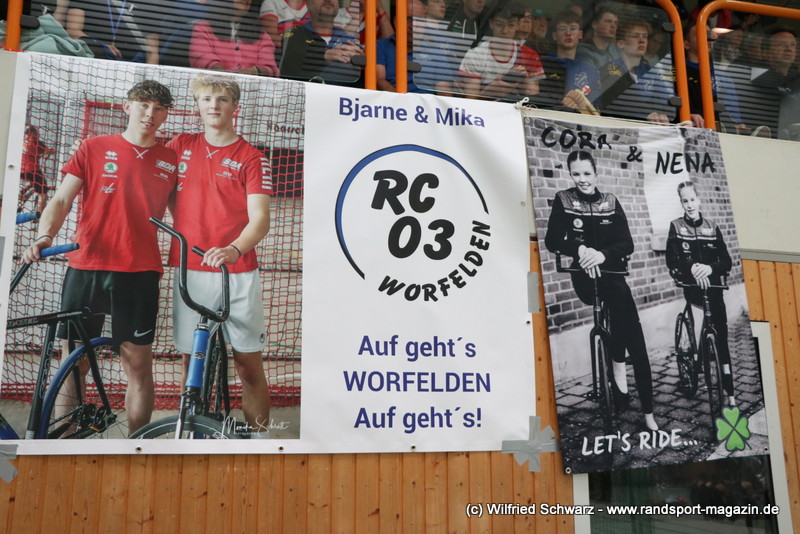 Bjarne & Mika
RC
03
WORFELDEN
Auf geht´s
WORFELDEN
Auf geht´s!
CORA & NENA
LET'S RIDE...
(c) Wilfried Schwarz - www.randsport-magazin.de